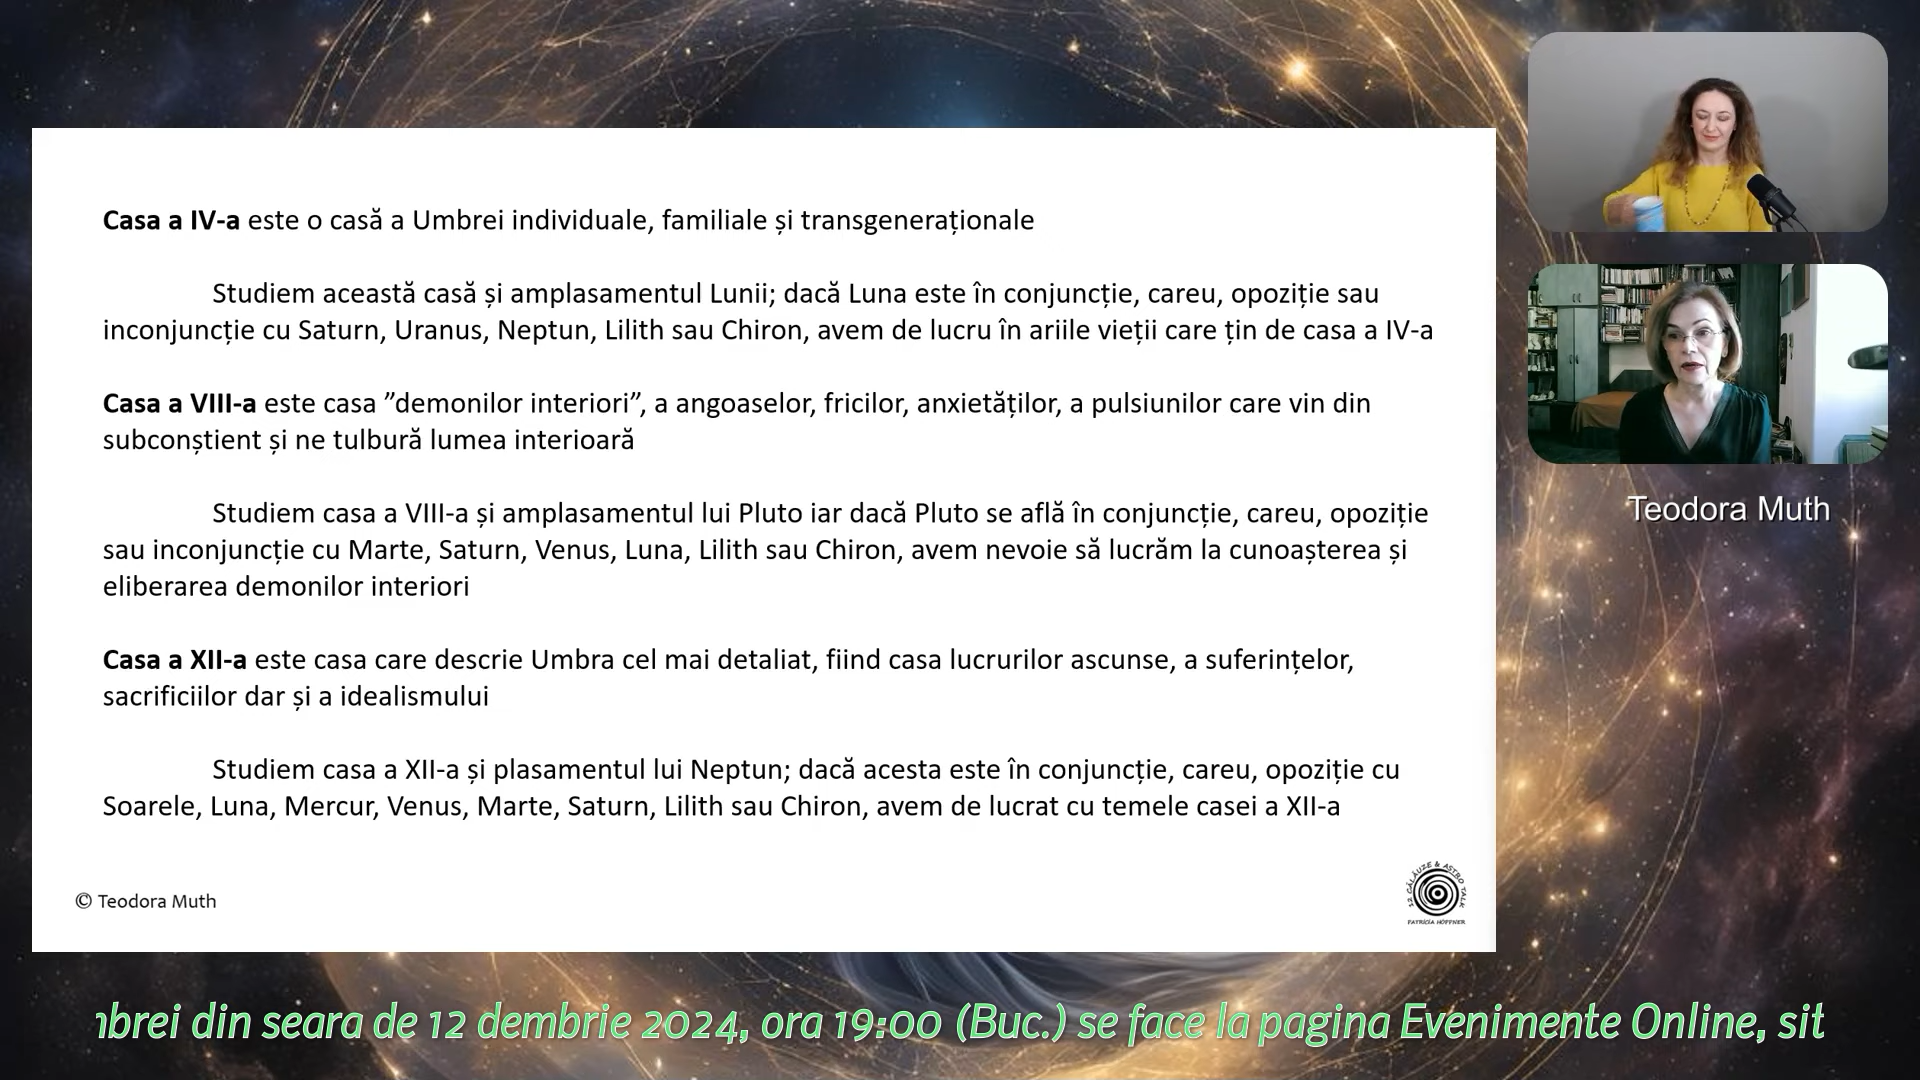 Casa a IV-a este o casă a Umbrei individuale, familiale și transgeneraționale
Studiem această casă și amplasamentul Lunii; dacă Luna este în conjuncție, careu, opoziție sau
inconjuncție cu Saturn, Uranus, Neptun, Lilith sau Chiron, avem de lucru în ariile vieții care țin de casa a IV-a
Casa a VIII-a este casa ”demonilor interiori”, a angoaselor, fricilor, anxietăților, a pulsiunilor care vin din
subconștient și ne tulbură lumea interioară
Studiem casa a VIII-a și amplasamentul lui Pluto iar dacă Pluto se află în conjuncție, careu, opoziție
sau inconjuncție cu Marte, Saturn, Venus, Luna, Lilith sau Chiron, avem nevoie să lucrăm la cunoașterea și
eliberarea demonilor interiori
Casa a XII-a este casa care descrie Umbra cel mai detaliat, fiind casa lucrurilor ascunse, a suferințelor,
sacrificiilor dar și a idealismului
Studiem casa a XII-a și plasamentul lui Neptun; dacă acesta este în conjuncție, careu, opoziție cu
Soarele, Luna, Mercur, Venus, Marte, Saturn, Lilith sau Chiron, avem de lucrat cu temele casei a XII-a
© Teodora Muth
12 CĂLĂUZE & ASTRO TALK
PATRICIA HÖPFNER
Teodora Muth
brei din seara de 12 dembrie 2024, ora 19:00 (Buc.) se face la pagina Evenimente Online, sit